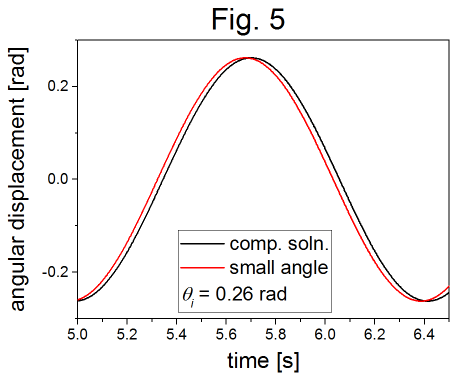 Fig. 5
angular displacement [rad]
0.2
0.0
-0.2
comp. soln.
small angle
θi = 0.26 rad
5.0 5.2 5.4 5.6 5.8 6.0 6.2 6.4
time [s]